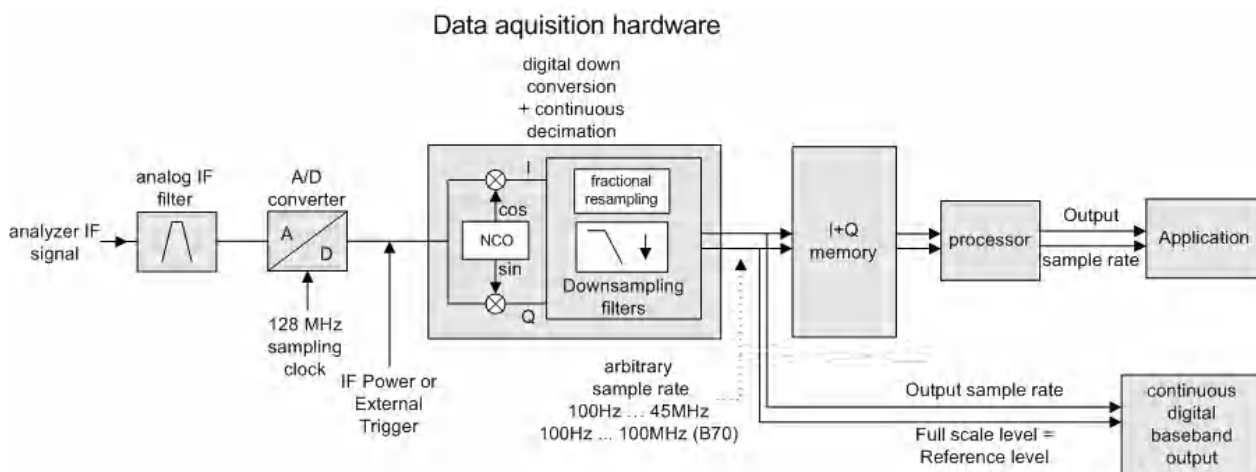 Data aquisition hardware
digital down
conversion
+ continuous
decimation
analyzer IF
signal
analog IF
filter
A/D
converter
A
D
128 MHz
sampling
clock
IF Power or
External
Trigger
I
cos
NCO
sin
Q
fractional
resampling
Downsampling
filters
arbitrary
sample rate
100Hz ... 45MHz
100Hz ... 100MHz (B70)
I+Q
memory
processor
Output
sample rate
Application
Output sample rate
Full scale level =
Reference level
continuous
digital
baseband
output